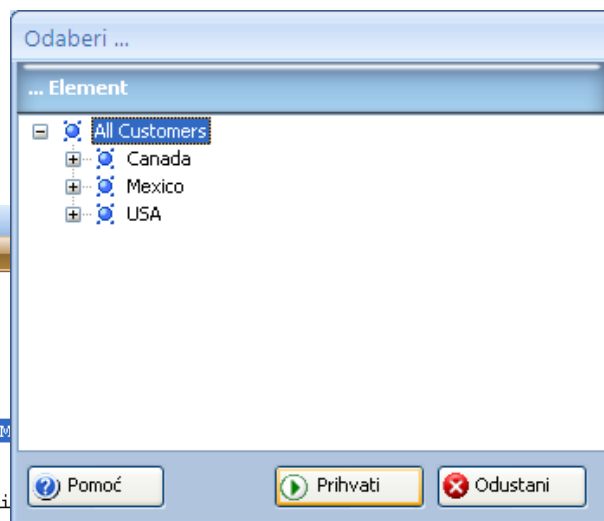 Odaberi ...
... Element
All Customers
Canada
Mexico
USA
M
i
Pomoć
Prihvati
Odustani